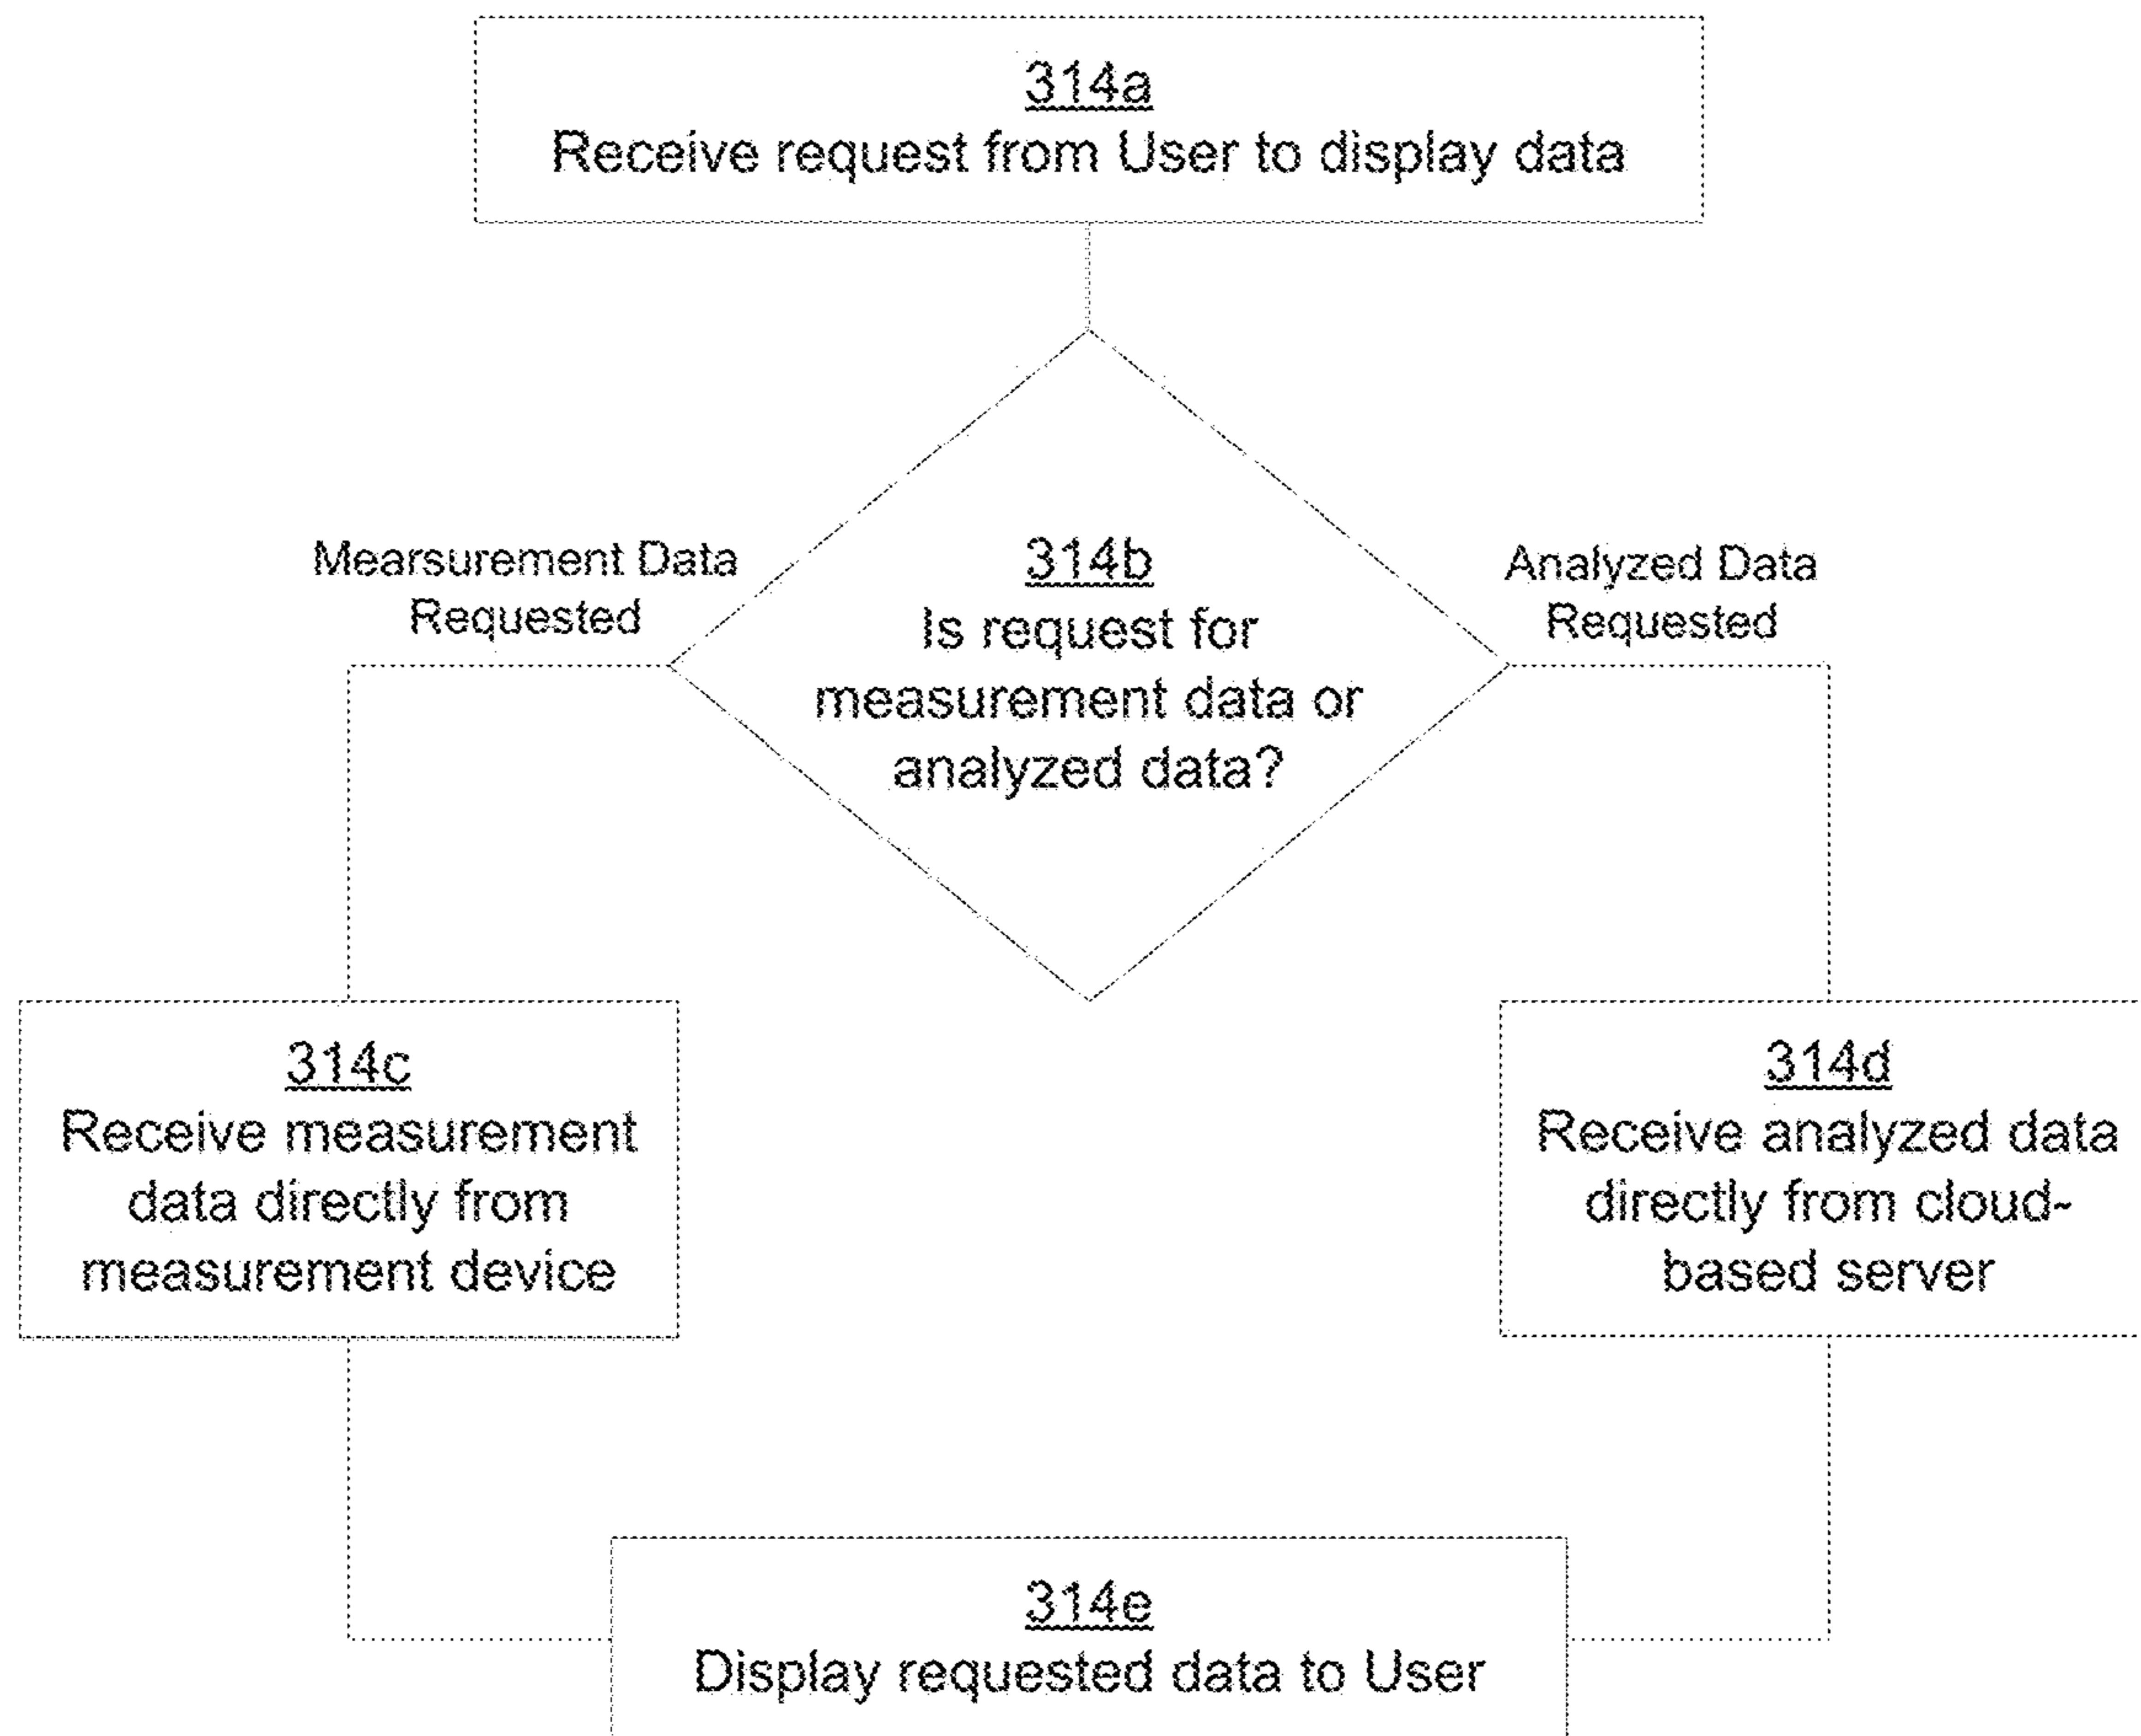 314a
Receive request from User to display data
Mearsurement Data
Requested
314b
Is request for
measurement data or
analyzed data?
Analyzed Data
Requested
314c
Receive measurement
data directly from
measurement device
314d
Receive analyzed data
directly from cloud-
based server
314e
Display requested data to User